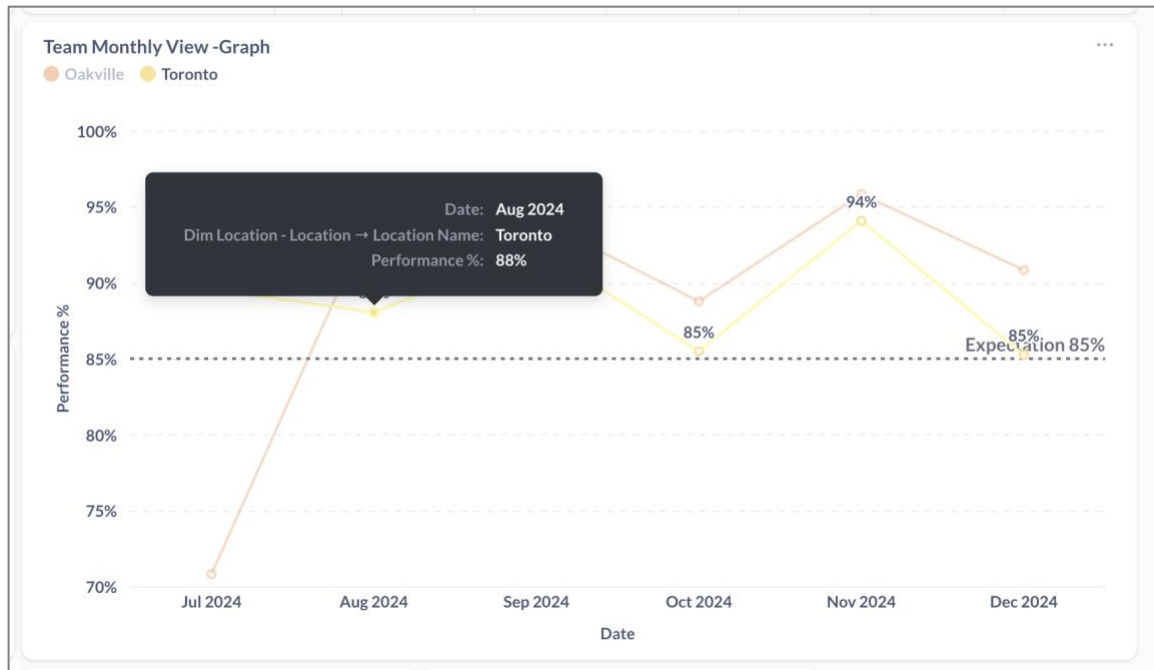 Team Monthly View -Graph
Oakville Toronto
100%
95%
90%
85%
80%
75%
70%
Performance %
Date: Aug 2024
Dim Location - Location → Location Name: Toronto
Performance %: 88%
85%
94%
85%
Expectation 85%
Jul 2024 Aug 2024 Sep 2024 Oct 2024 Nov 2024 Dec 2024
Date